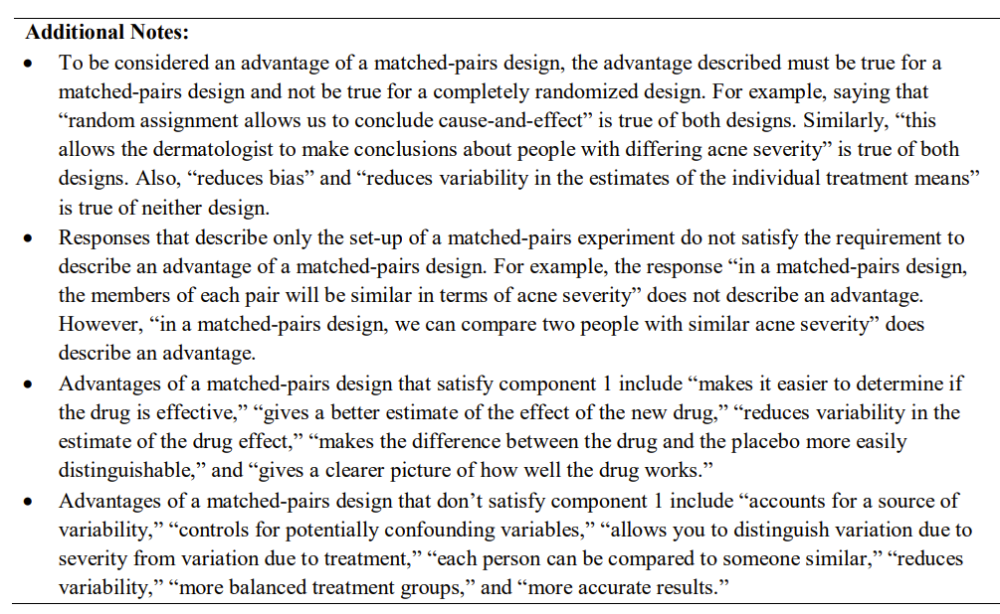 Additional Notes:
• To be considered an advantage of a matched-pairs design, the advantage described must be true for a
matched-pairs design and not be true for a completely randomized design. For example, saying that
“random assignment allows us to conclude cause-and-effect” is true of both designs. Similarly, “this
allows the dermatologist to make conclusions about people with differing acne severity” is true of both
designs. Also, “reduces bias” and “reduces variability in the estimates of the individual treatment means”
is true of neither design.
• Responses that describe only the set-up of a matched-pairs experiment do not satisfy the requirement to
describe an advantage of a matched-pairs design. For example, the response “in a matched-pairs design,
the members of each pair will be similar in terms of acne severity” does not describe an advantage.
However, “in a matched-pairs design, we can compare two people with similar acne severity” does
describe an advantage.
• Advantages of a matched-pairs design that satisfy component 1 include “makes it easier to determine if
the drug is effective,” “gives a better estimate of the effect of the new drug,” “reduces variability in the
estimate of the drug effect,” “makes the difference between the drug and the placebo more easily
distinguishable,” and “gives a clearer picture of how well the drug works.”
• Advantages of a matched-pairs design that don’t satisfy component 1 include “accounts for a source of
variability,” “controls for potentially confounding variables,” “allows you to distinguish variation due to
severity from variation due to treatment,” “each person can be compared to someone similar,” “reduces
variability,” “more balanced treatment groups,” and “more accurate results.”